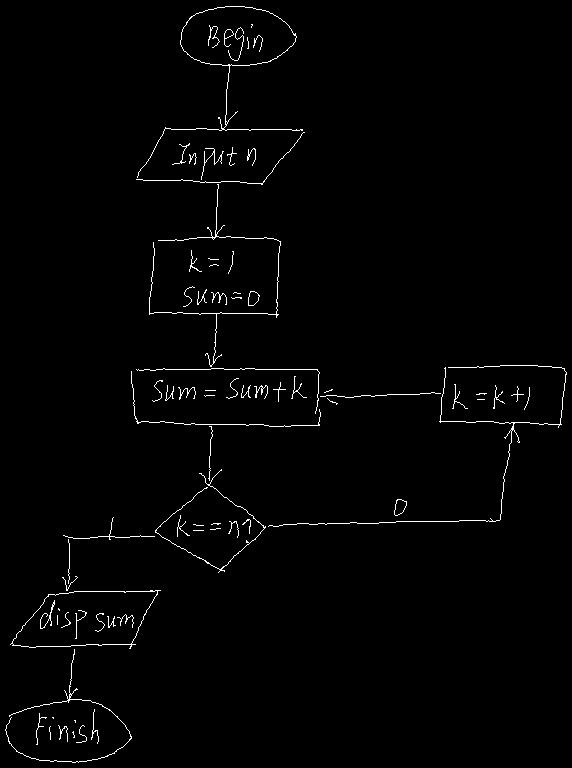 Begin
Input n
k=1
sum=0
sum=sum+k
k=k+1
k==n?
0
1
disp sum
Finish